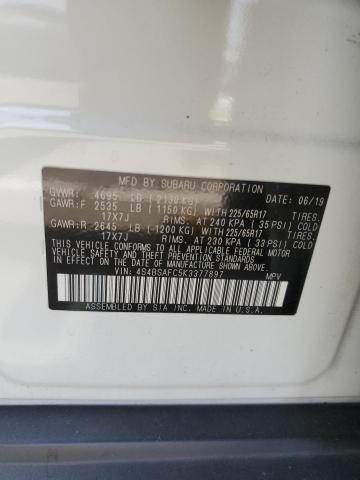 MFD. BY SUBARU CORPORATION DATE: 06/19
GVWR: 4695 LB (2130 KG)
GAWR:F 2535 LB (1150 KG) WITH 225/65R17 TIRES.
17X7J RIMS.AT 240 KPA (35 PSI) COLD
GAWR:R 2645 LB (1200 KG) WITH 225/65R17 TIRES.
17X7J RIMS.AT 230 KPA (33 PSI) COLD
THIS VEHICLE CONFORMS TO ALL APPLICABLE FEDERAL MOTOR
VEHICLE SAFETY AND THEFT PREVENTION STANDARDS IN EFFECT
ON THE DATE OF MANUFACTURE SHOWN ABOVE.
VIN: 4S4BSAFC5K3377897 MPV
ASSEMBLED BY SIA INC. MADE IN U.S.A.